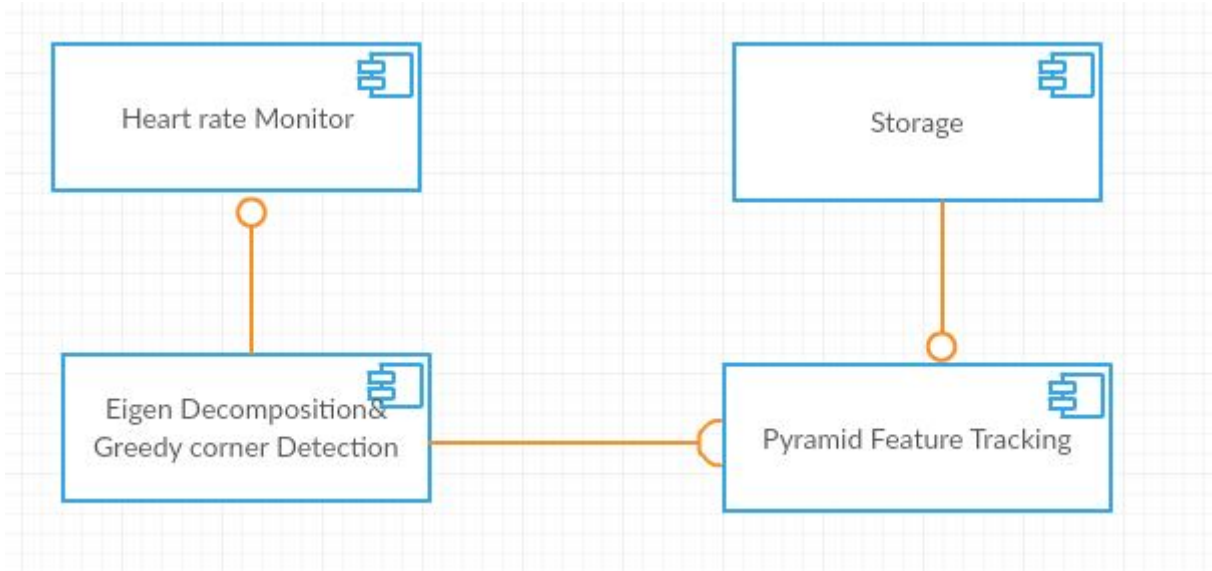 Heart rate Monitor
Storage
Eigen Decomposition&
Greedy corner Detection
Pyramid Feature Tracking